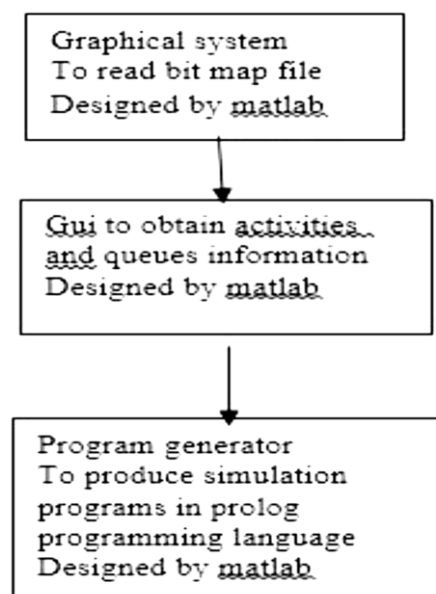 Graphical system
To read bit map file
Designed by matlab
Gui to obtain activities
and queues information
Designed by matlab
Program generator
To produce simulation
programs in prolog
programming language
Designed by matlab